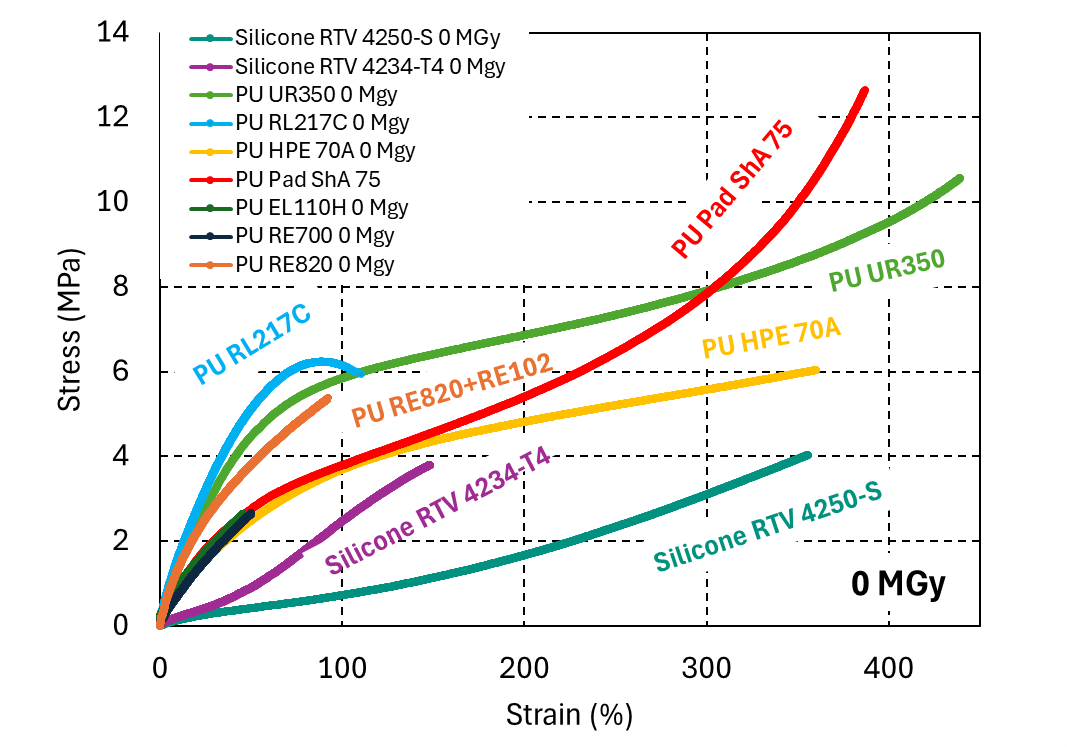 14
12
10
8
6
4
2
0
Stress (MPa)
Silicone RTV 4250-S 0 MGy
Silicone RTV 4234-T4 0 Mgy
PU UR350 0 Mgy
PU RL217C 0 Mgy
PU HPE 70A 0 Mgy
PU Pad ShA 75
PU EL110H 0 Mgy
PU RE700 0 Mgy
PU RE820 0 Mgy
PU Pad ShA 75
PU UR350
PU RL217C
PU HPE 70A
PU RE820+RE102
Silicone RTV 4234-T4
Silicone RTV 4250-S
0 MGy
0 100 200 300 400
Strain (%)